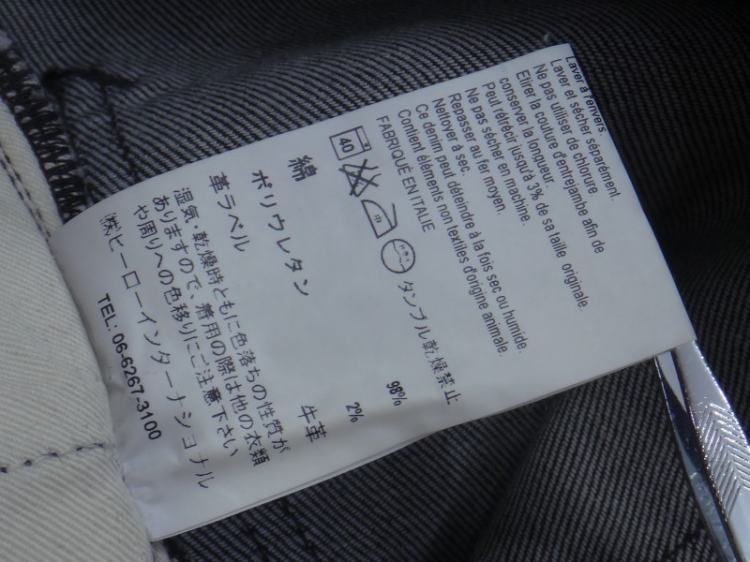 Laver à l'envers.
Laver et sécher séparément.
Ne pas utiliser de chlorure
Etirer la couture d'entrejambe afin de
conserver la longueur.
Peut rétrécir jusqu'à 3% de sa taille originale.
Ne pas sécher en machine.
Repasser au fer moyen.
Nettoyer à sec.
Ce denim peut déteindre à la fois sec ou humide.
Contient éléments non textiles d'origine animale.
FABRIQUÉ EN ITALIE
40 タンブル乾燥禁止
綿 98%
ポリウレタン 2%
革ラベル 牛革
湿気・乾燥時ともに色落ちの性質が
ありますので、着用の際は他の衣類
や周りへの色移りにご注意下さい
㈱ヒーローインターナショナル
TEL: 06-6267-3100